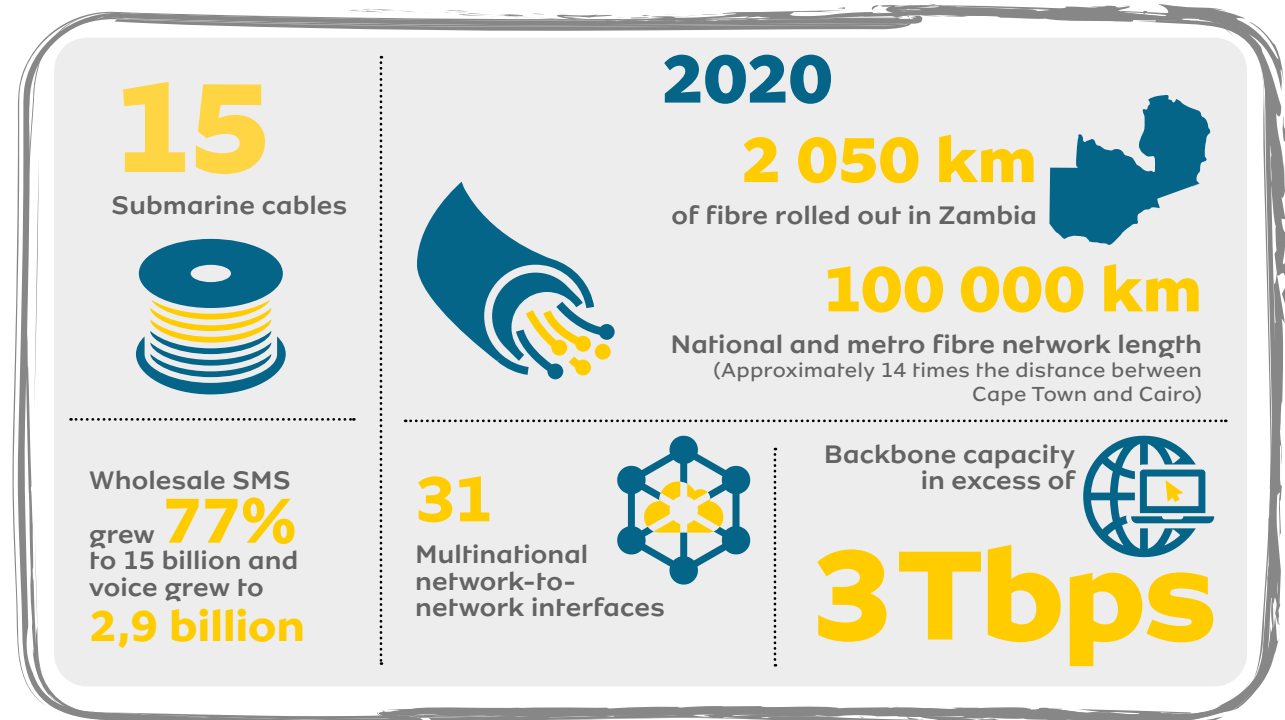 15
Submarine cables
2020
2 050 km
of fibre rolled out in Zambia
100 000 km
National and metro fibre network length
(Approximately 14 times the distance between
Cape Town and Cairo)
Wholesale SMS
grew 77%
to 15 billion and
voice grew to
2,9 billion
31
Multinational
network-to-
network interfaces
Backbone capacity
in excess of
3Tbps